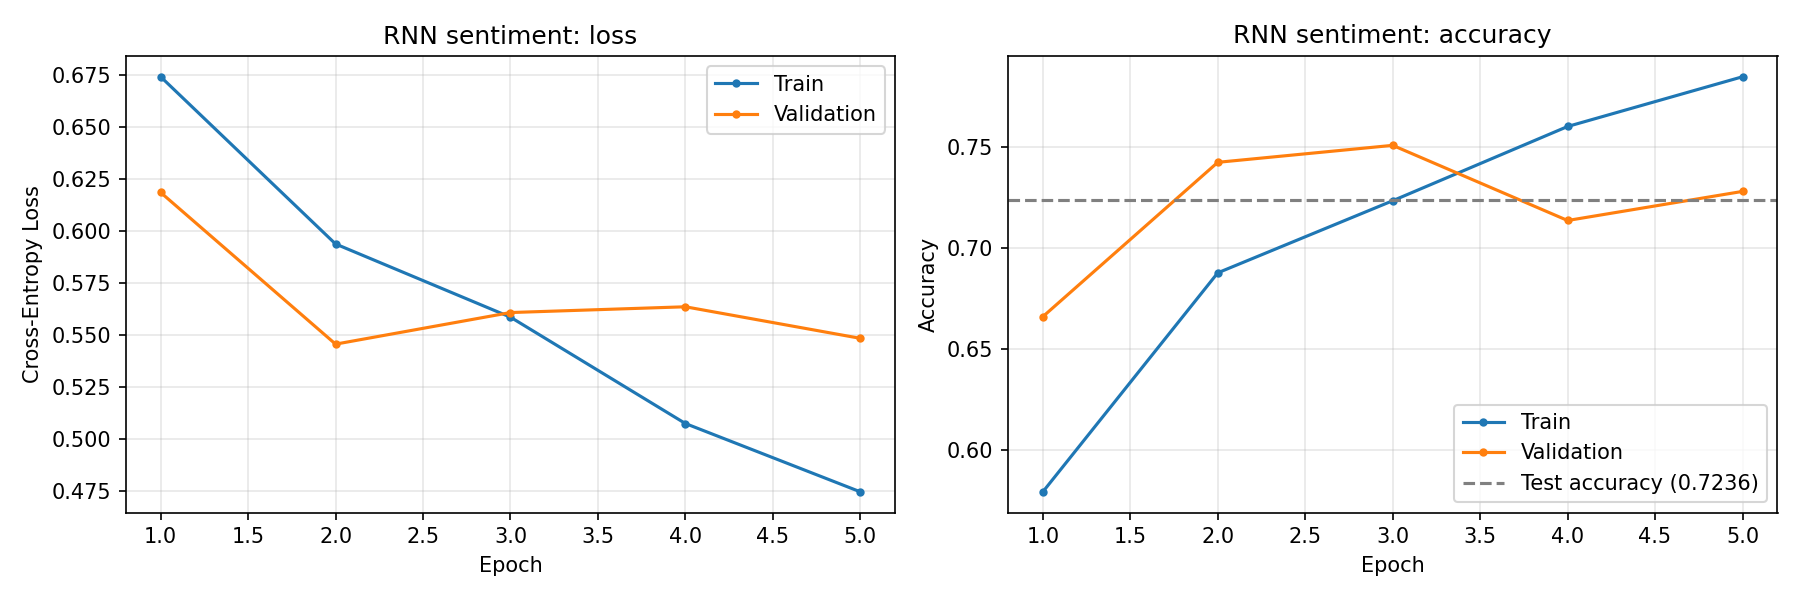 RNN sentiment: loss
Cross-Entropy Loss
0.675
0.650
0.625
0.600
0.575
0.550
0.525
0.500
0.475
Train
Validation
1.0 1.5 2.0 2.5 3.0 3.5 4.0 4.5 5.0
Epoch
RNN sentiment: accuracy
Accuracy
0.75
0.70
0.65
0.60
Train
Validation
Test accuracy (0.7236)
1.0 1.5 2.0 2.5 3.0 3.5 4.0 4.5 5.0
Epoch